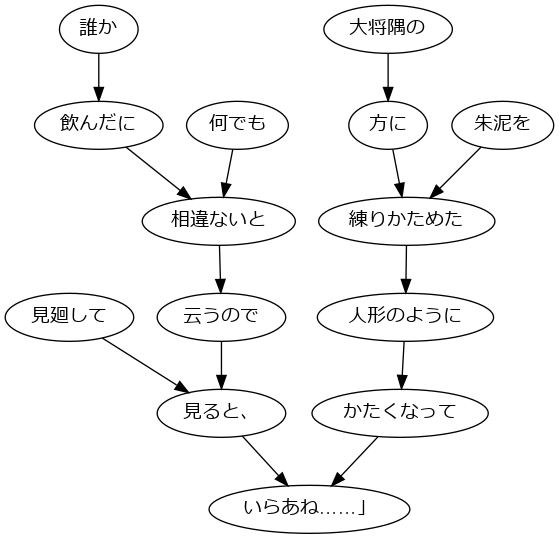 誰か
大将隅の
飲んだに
何でも
方に
朱泥を
相違ないと
練りかためた
見廻して
云うので
人形のように
見ると、
かたくなって
いらあね……」